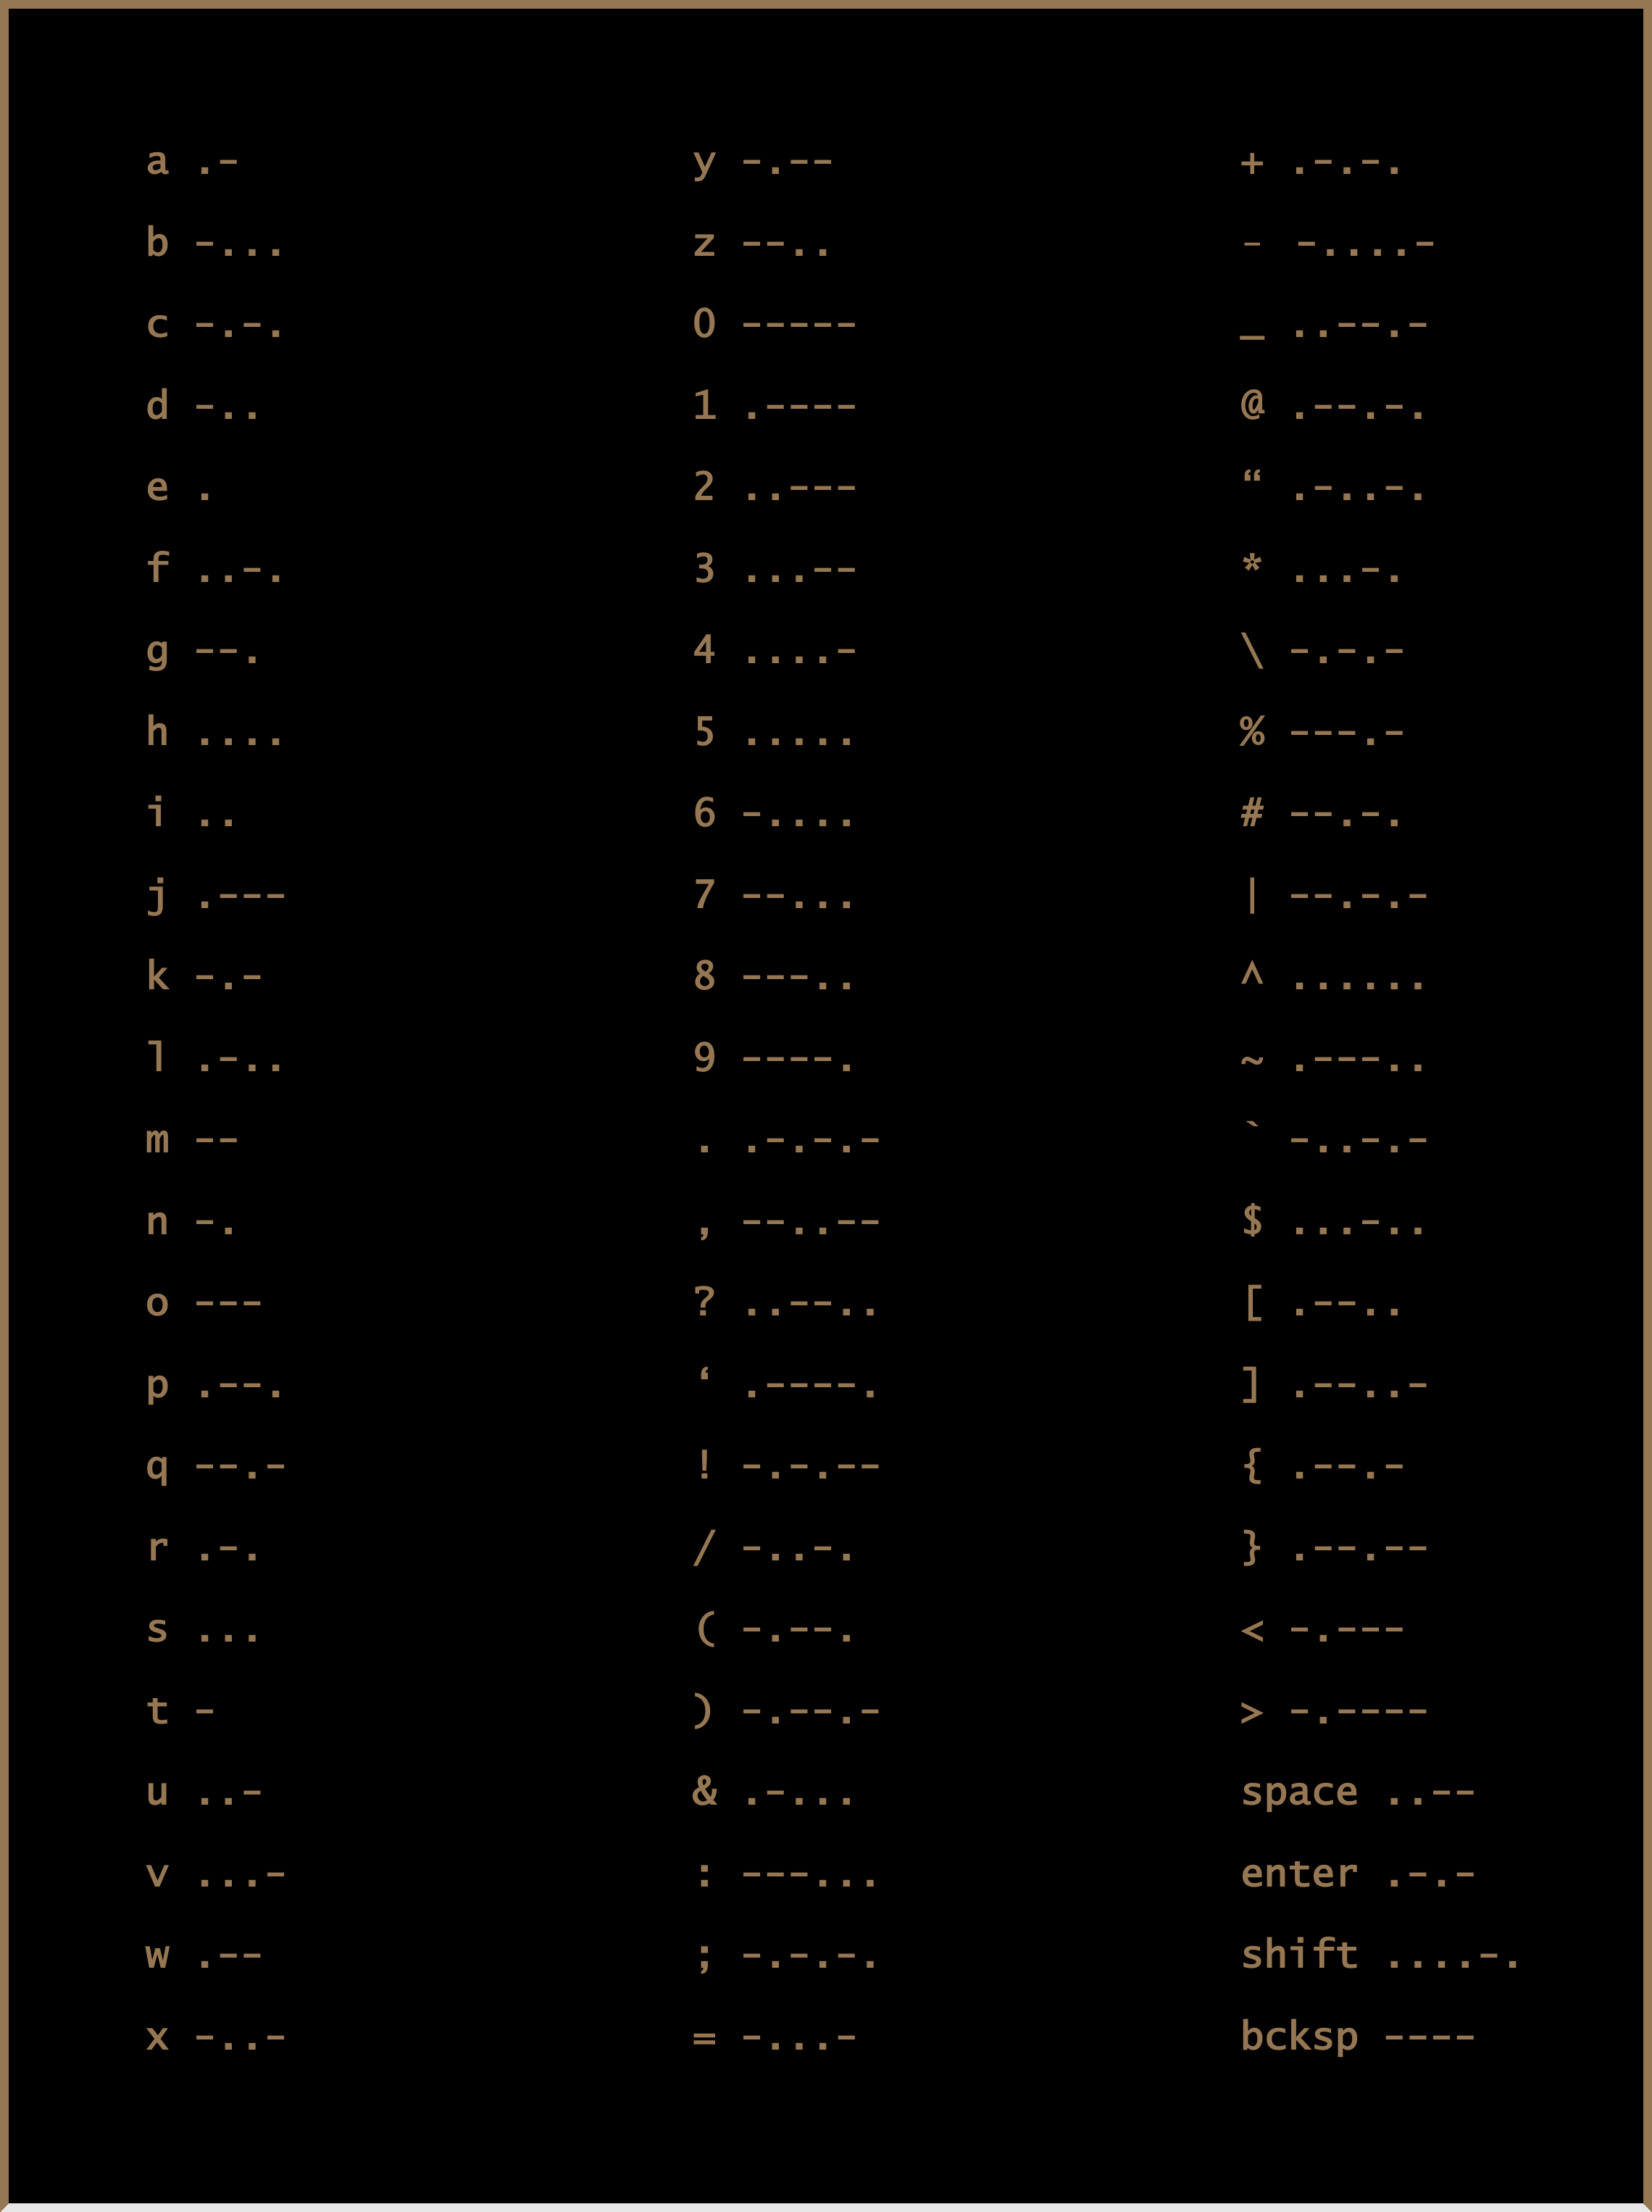 a .-
b -...
c -.-.
d -..
e .
f ..-.
g --.
h ....
i ..
j .---
k -.-
l .-..
m --
n -.
o ---
p .--.
q --.-
r .-.
s ...
t -
u ..-
v ...-
w .--
x -..-
y -.--
z --..
0 -----
1 .----
2 ..---
3 ...--
4 ....-
5 .....
6 -....
7 --...
8 ---..
9 ----.
. .-.-.-
, --..--
? ..--..
‘ .----.
! -.-.--
/ -..-.
( -.--.
) -.--.-
& .-...
: ---...
; -.-.-.
= -...-
+ .-.-.
- -....-
_ ..--.-
@ .--.-.
“ .-..-.
* ...-.
\ -.-.-
% ---.-
# --.-.
| --.-.-
^ ......
~ .---..
` -..-.-
$ ...-..
[ .--..
] .--..-
{ .--.-
} .--.--
< -.---
> -.----
space ..--
enter .-.-
shift ....-.
bcksp ----